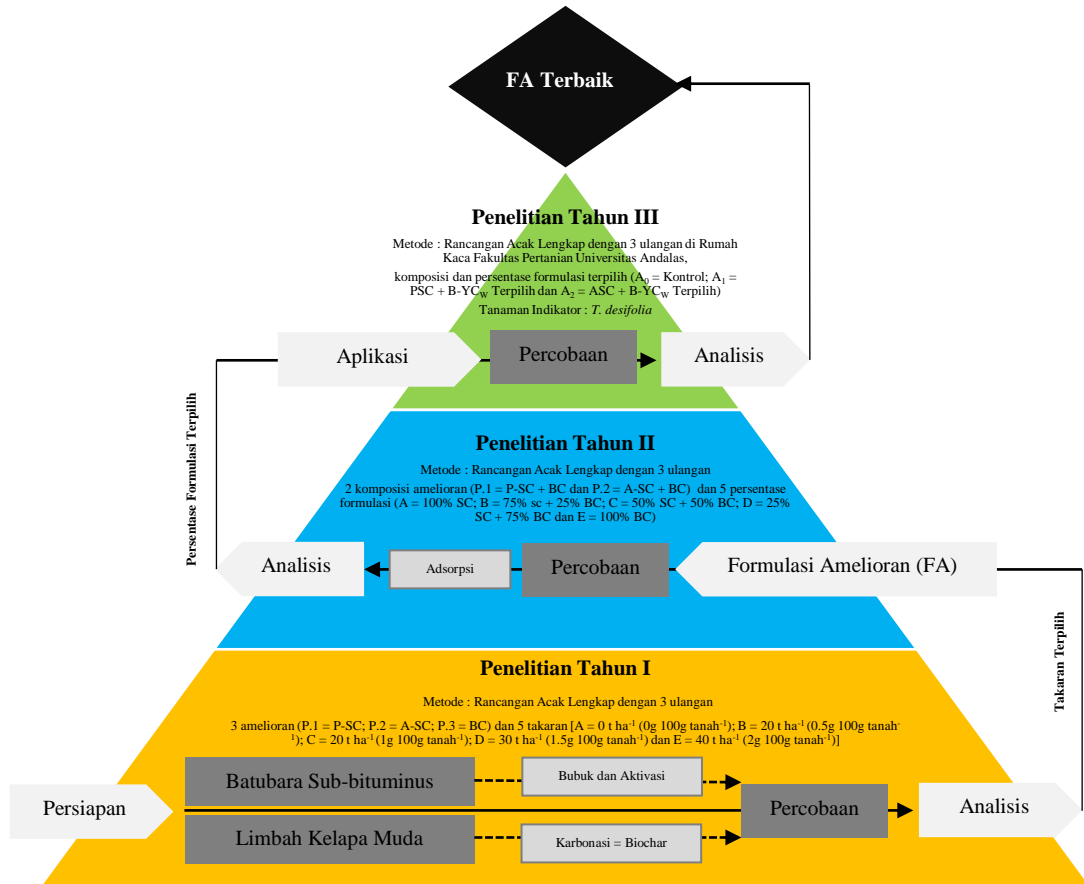 FA Terbaik
Penelitian Tahun III
Metode : Rancangan Acak Lengkap dengan 3 ulangan di Rumah
Kaca Fakultas Pertanian Universitas Andalas,
komposisi dan persentase formulasi terpilih (A₀ = Kontrol; A₁ =
PSC + B-YC_W Terpilih dan A₂ = ASC + B-YC_W Terpilih)
Tanaman Indikator : T. desifolia
Aplikasi
Percobaan
Analisis
Persentase Formulasi Terpilih
Penelitian Tahun II
Metode : Rancangan Acak Lengkap dengan 3 ulangan
2 komposisi amelioran (P.1 = P-SC + BC dan P.2 = A-SC + BC) dan 5 persentase
formulasi (A = 100% SC; B = 75% sc + 25% BC; C = 50% SC + 50% BC; D = 25%
SC + 75% BC dan E = 100% BC)
Analisis
Adsorpsi
Percobaan
Formulasi Amelioran (FA)
Takaran Terpilih
Penelitian Tahun I
Metode : Rancangan Acak Lengkap dengan 3 ulangan
3 amelioran (P.1 = P-SC; P.2 = A-SC; P.3 = BC) dan 5 takaran [A = 0 t ha⁻¹ (0g 100g tanah⁻¹); B = 20 t ha⁻¹ (0.5g 100g tanah⁻
¹); C = 20 t ha⁻¹ (1g 100g tanah⁻¹); D = 30 t ha⁻¹ (1.5g 100g tanah⁻¹) dan E = 40 t ha⁻¹ (2g 100g tanah⁻¹)]
Persiapan
Batubara Sub-bituminus
Bubuk dan Aktivasi
Limbah Kelapa Muda
Karbonasi = Biochar
Percobaan
Analisis